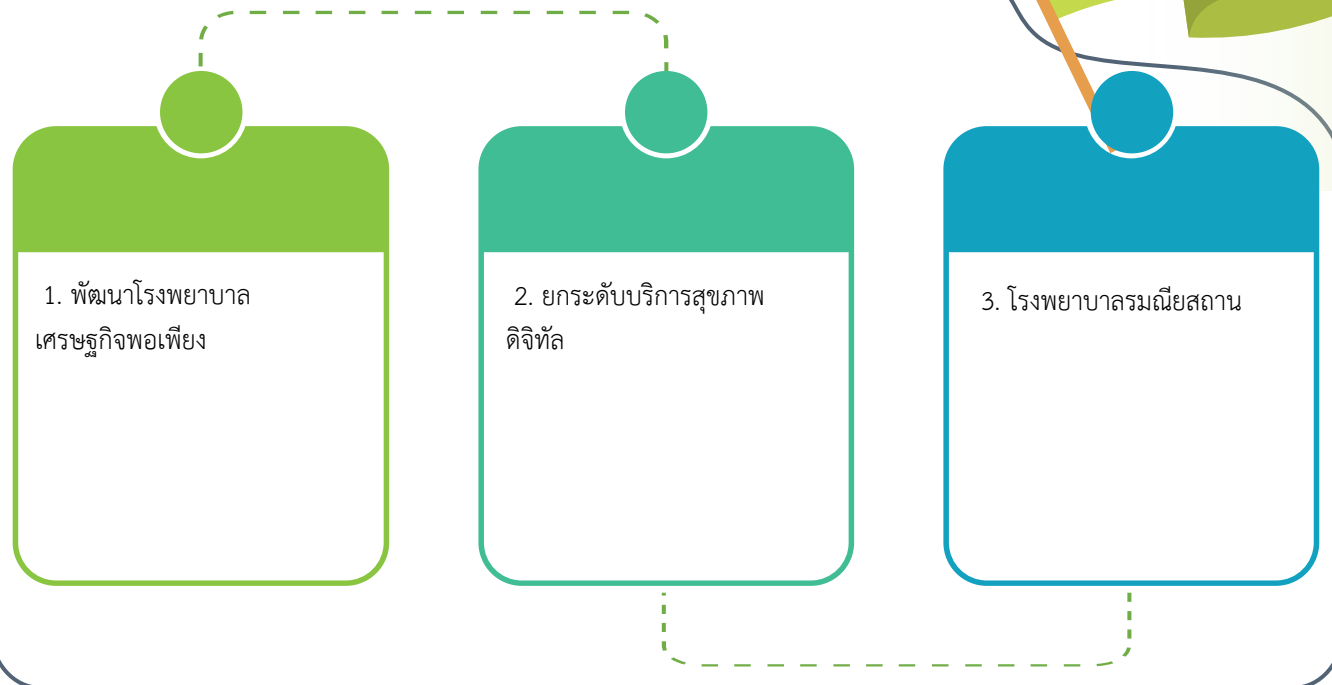 1. พัฒนาโรงพยาบาล
เศรษฐกิจพอเพียง
2. ยกระดับบริการสุขภาพ
ดิจิทัล
3. โรงพยาบาลรมณียสถาน